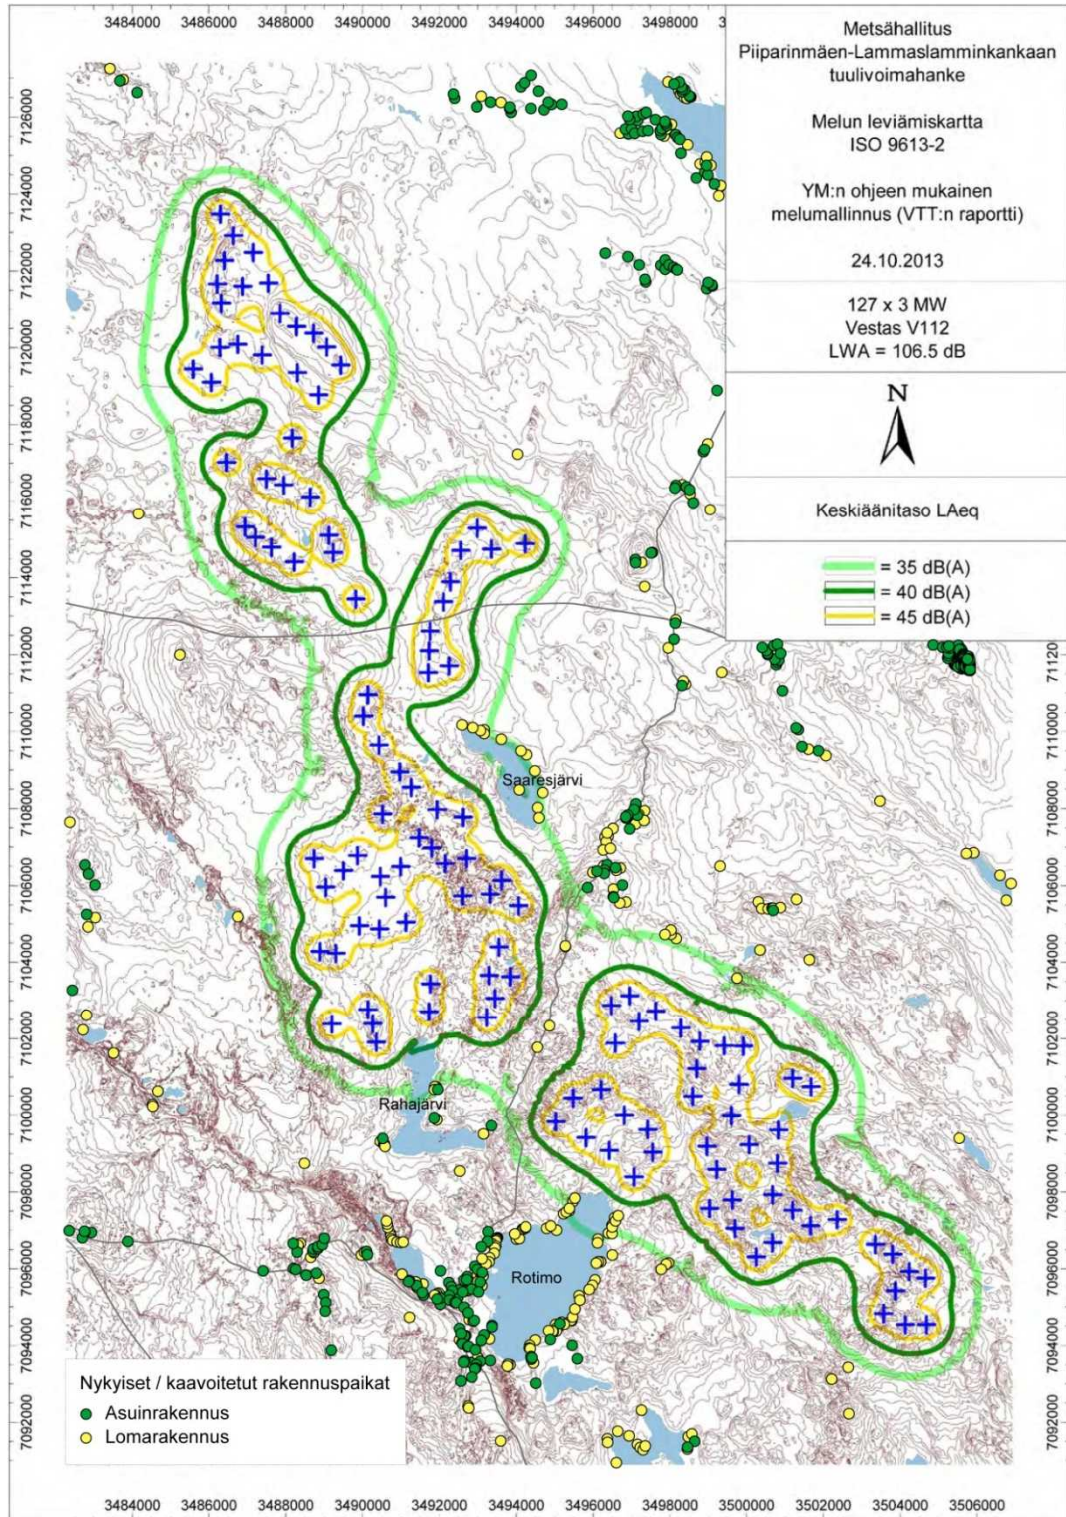 3484000 3486000 3488000 3490000 3492000 3494000 3496000 3498000
Metsähallitus
Piiparinmäen-Lammaslamminkankaan
tuulivoimahanke
Melun leviämiskartta
ISO 9613-2
YM:n ohjeen mukainen
melumallinnus (VTT:n raportti)
24.10.2013
127 x 3 MW
Vestas V112
LWA = 106.5 dB
N
Keskiäänitaso LAeq
= 35 dB(A)
= 40 dB(A)
= 45 dB(A)
7126000
7124000
7122000
7120000
7118000
7116000
7114000
7112000
7110000
7108000
7106000
7104000
7102000
7100000
7098000
7096000
7094000
7092000
Saaresjärvi
Rahajärvi
Rotimo
7110000
7108000
7106000
7104000
7102000
7100000
7098000
7096000
7094000
7092000
Nykyiset / kaavoitetut rakennuspaikat
Asuinrakennus
Lomarakennus
3484000 3486000 3488000 3490000 3492000 3494000 3496000 3498000 3500000 3502000 3504000 3506000